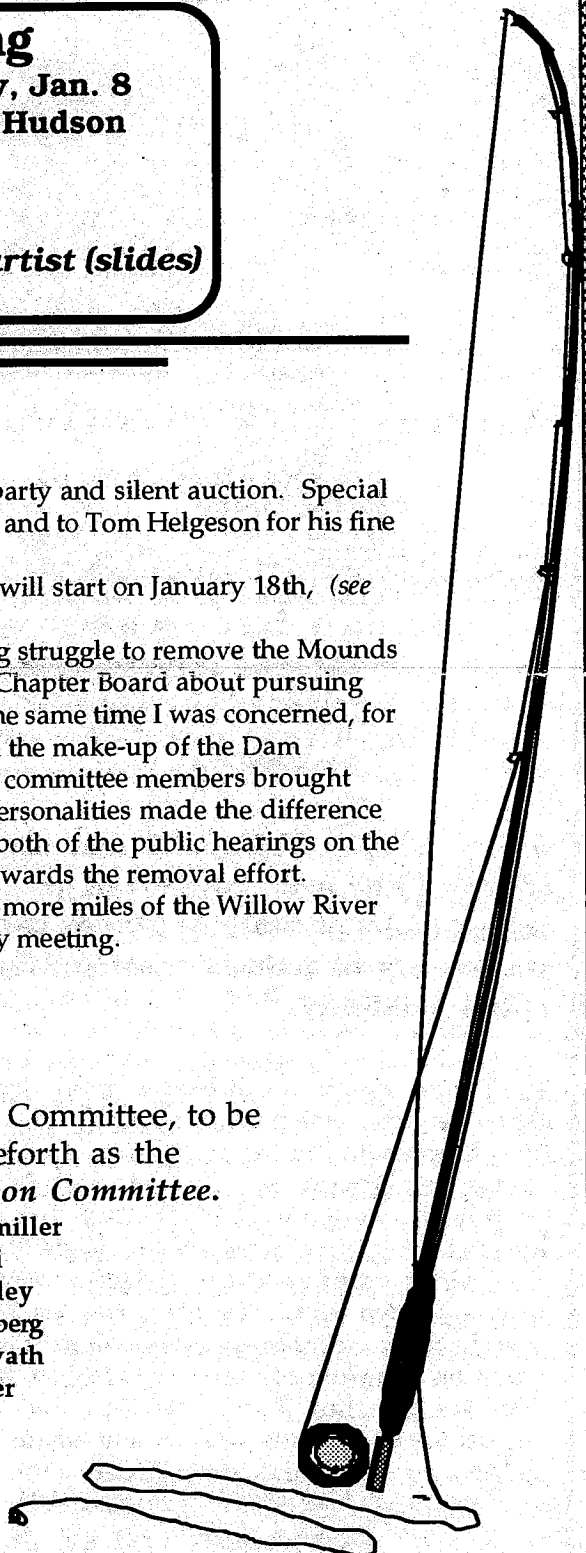 g
, Jan. 8
Hudson
rtist (slides)
party and silent auction. Special
and to Tom Helgeson for his fine
will start on January 18th, (see
g struggle to remove the Mounds
Chapter Board about pursuing
he same time I was concerned, for
the make-up of the Dam
committee members brought
ersonalities made the difference
both of the public hearings on the
wards the removal effort.
more miles of the Willow River
y meeting.
Committee, to be
eforth as the
on Committee.
miller
ley
berg
vath
er